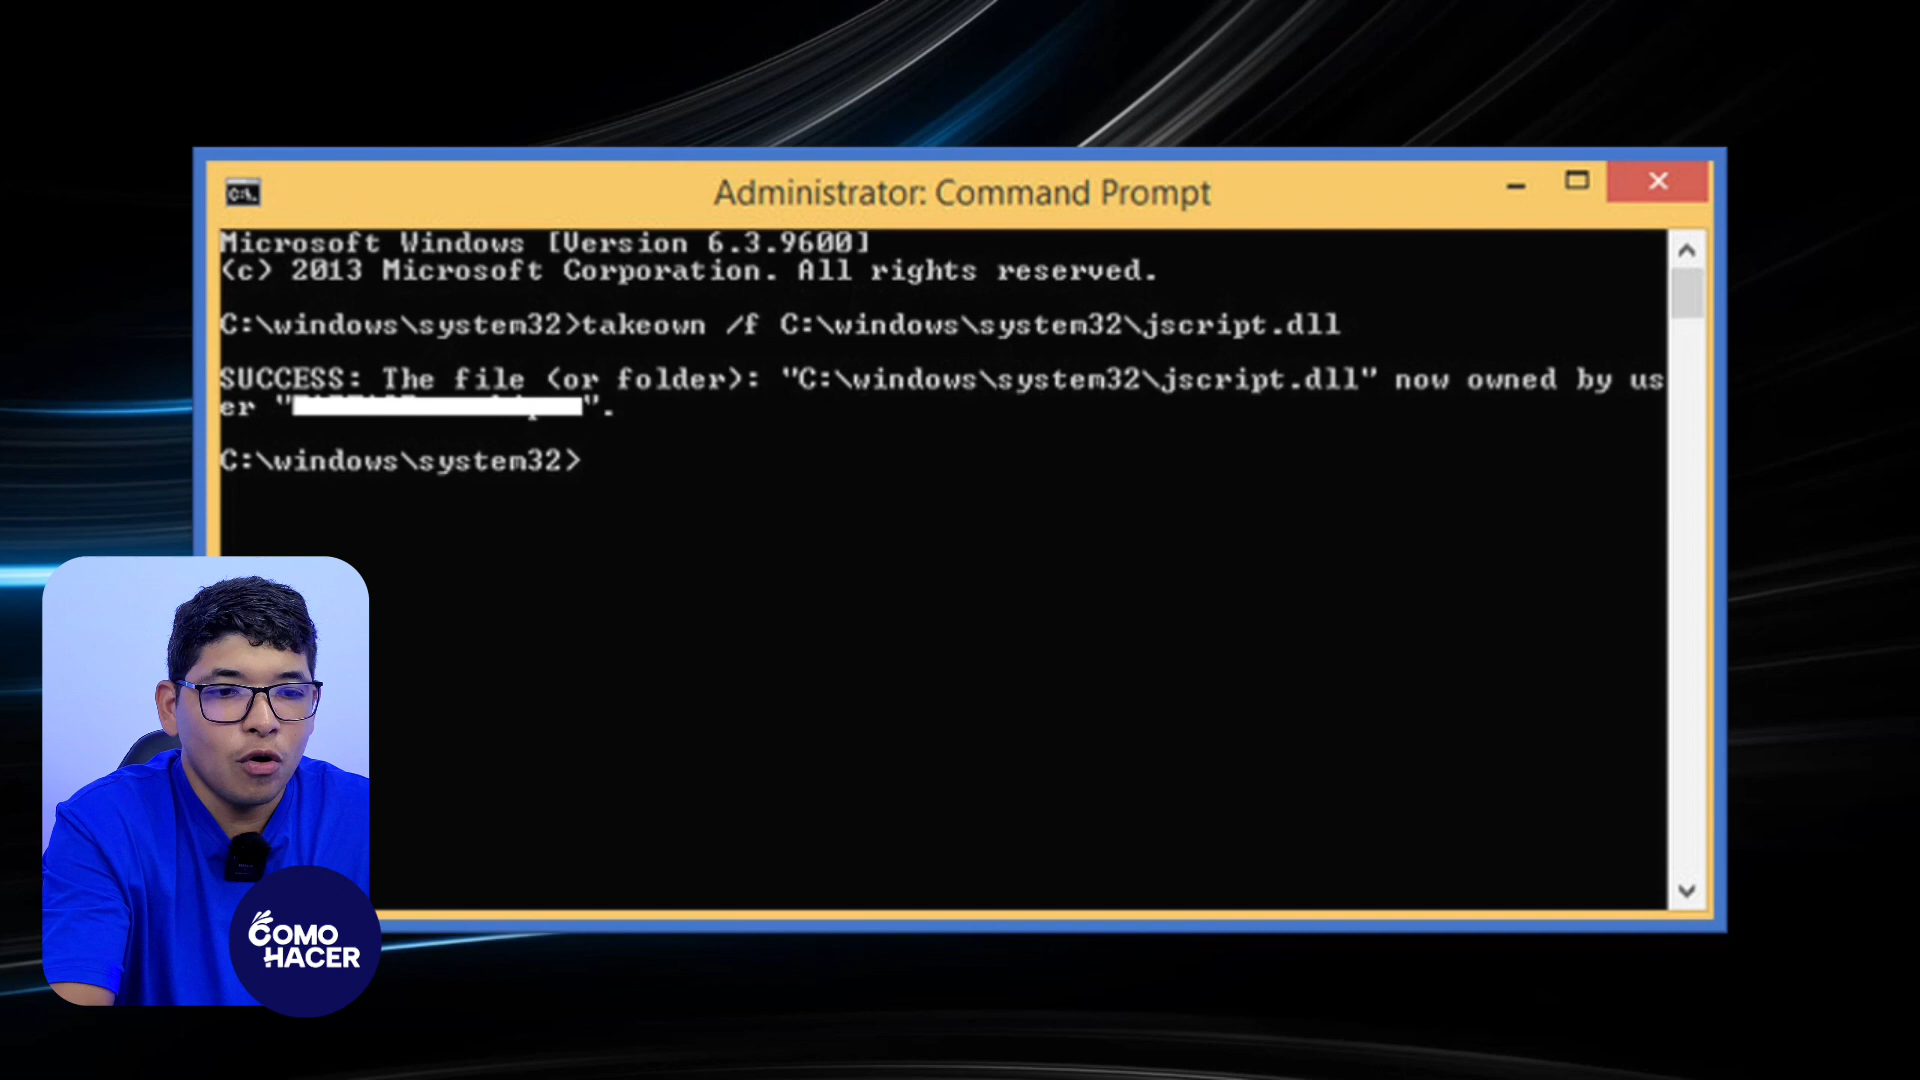 C:\.
Administrator: Command Prompt
Microsoft Windows [Version 6.3.9600]
(c) 2013 Microsoft Corporation. All rights reserved.
C:\windows\system32>takeown /f C:\windows\system32\jscript.dll
SUCCESS: The file (or folder): "C:\windows\system32\jscript.dll" now owned by us
er "".
C:\windows\system32>
COMO
HACER